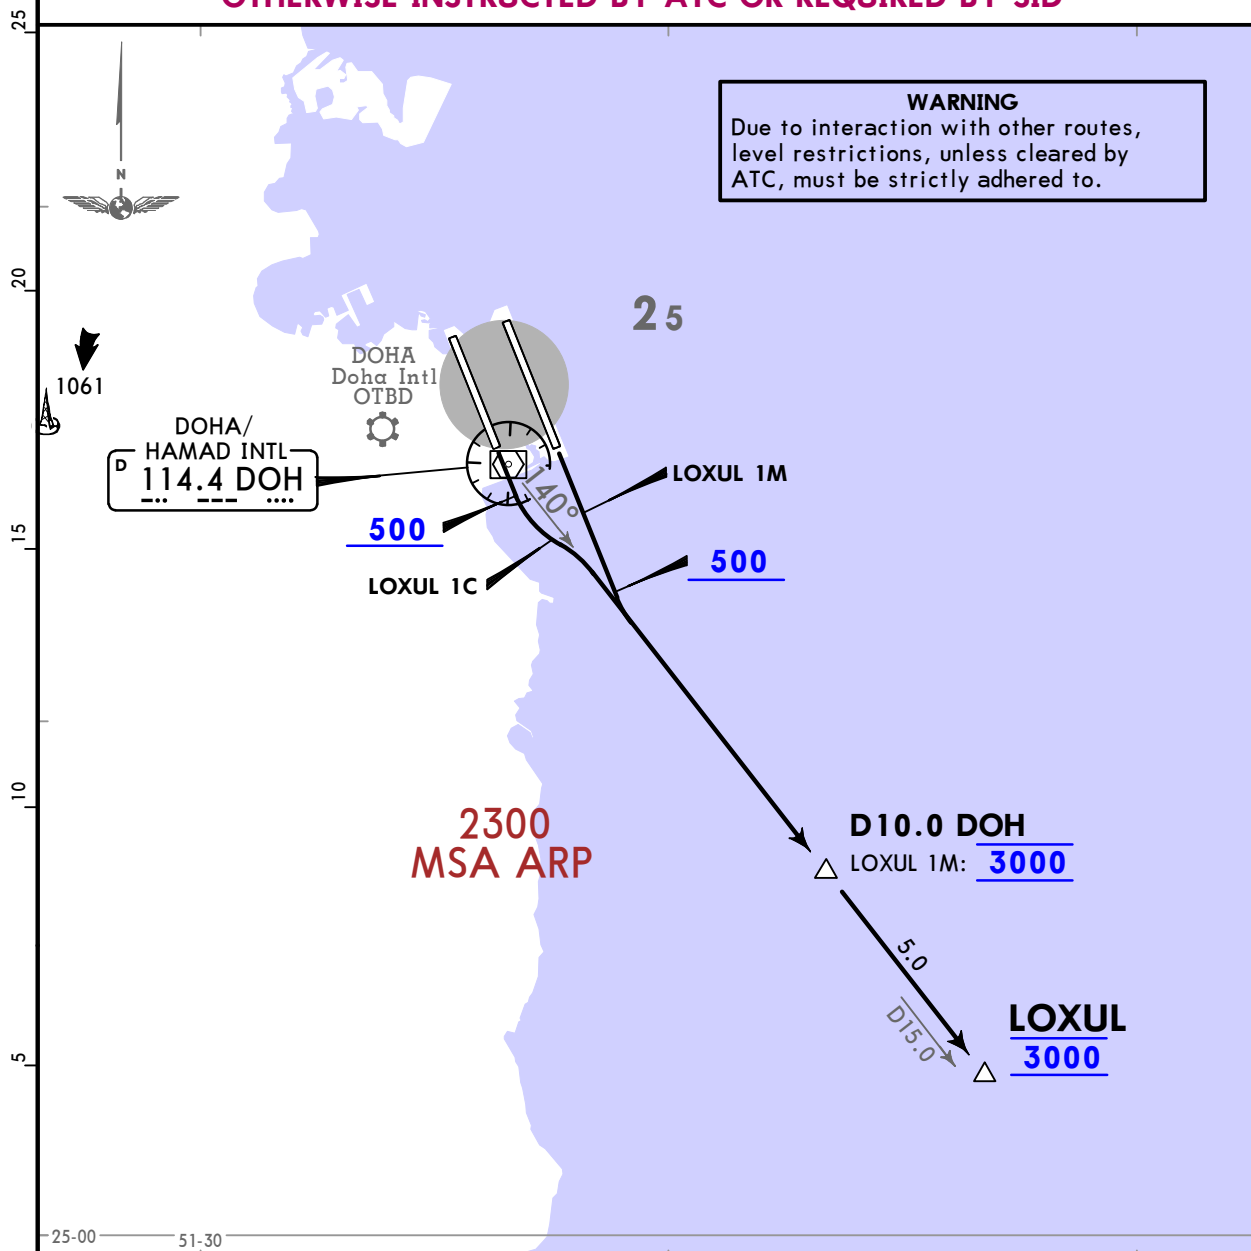 OTHERWISE INSTRUCTED BY ATC OR REQUIRED BY SID
25
N
WARNING
Due to interaction with other routes,
level restrictions, unless cleared by
ATC, must be strictly adhered to.
20
25
1061
DOHA
Doha Intl
OTBD
DOHA/
HAMAD INTL
D 114.4 DOH
140°
LOXUL 1M
500
15
500
LOXUL 1C
10
2300
MSA ARP
D10.0 DOH
LOXUL 1M: 3000
5.0
D15.0
LOXUL
3000
5
25-00
51-30